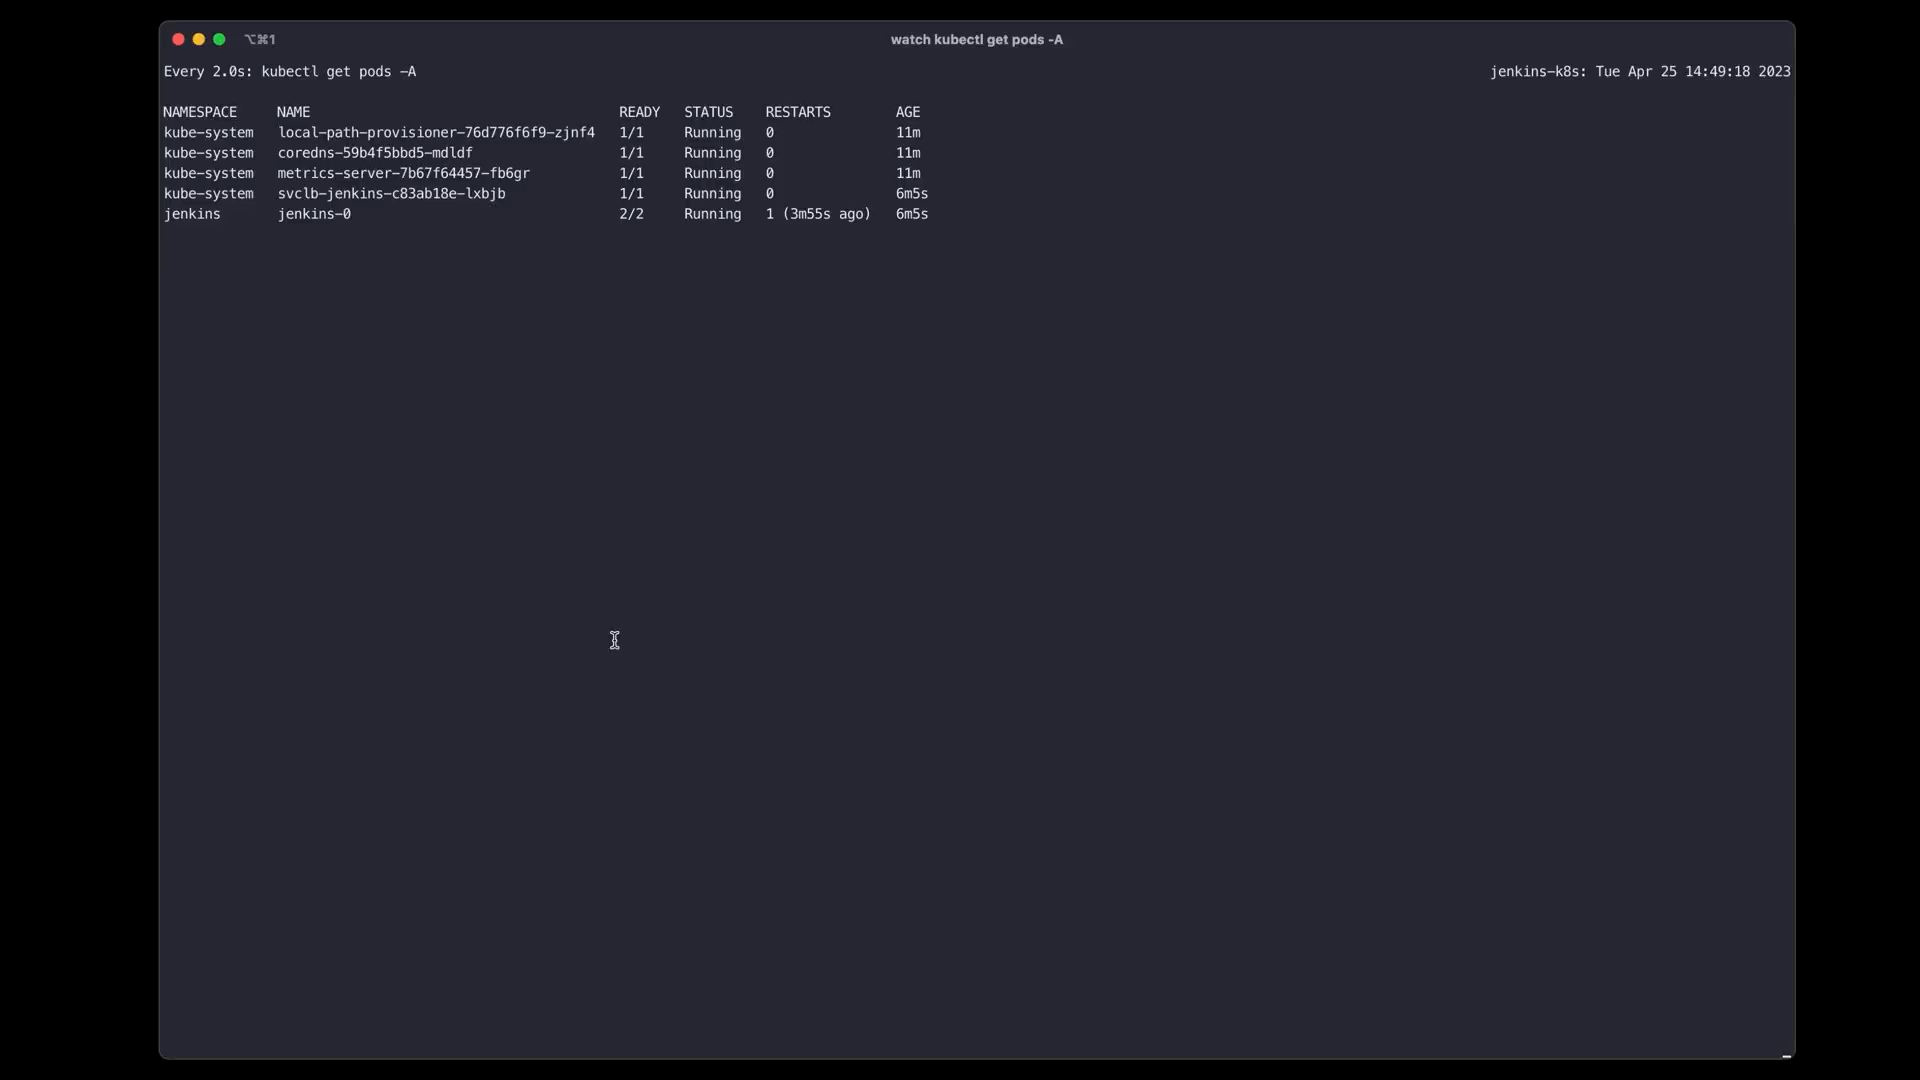 ⌥⌘1 watch kubectl get pods -A
Every 2.0s: kubectl get pods -A jenkins-k8s: Tue Apr 25 14:49:18 2023
NAMESPACE NAME READY STATUS RESTARTS AGE
kube-system local-path-provisioner-76d776f6f9-zjnf4 1/1 Running 0 11m
kube-system coredns-59b4f5bbd5-mdldf 1/1 Running 0 11m
kube-system metrics-server-7b67f64457-fb6gr 1/1 Running 0 11m
kube-system svclb-jenkins-c83ab18e-lxbjb 1/1 Running 0 6m5s
jenkins jenkins-0 2/2 Running 1 (3m55s ago) 6m5s